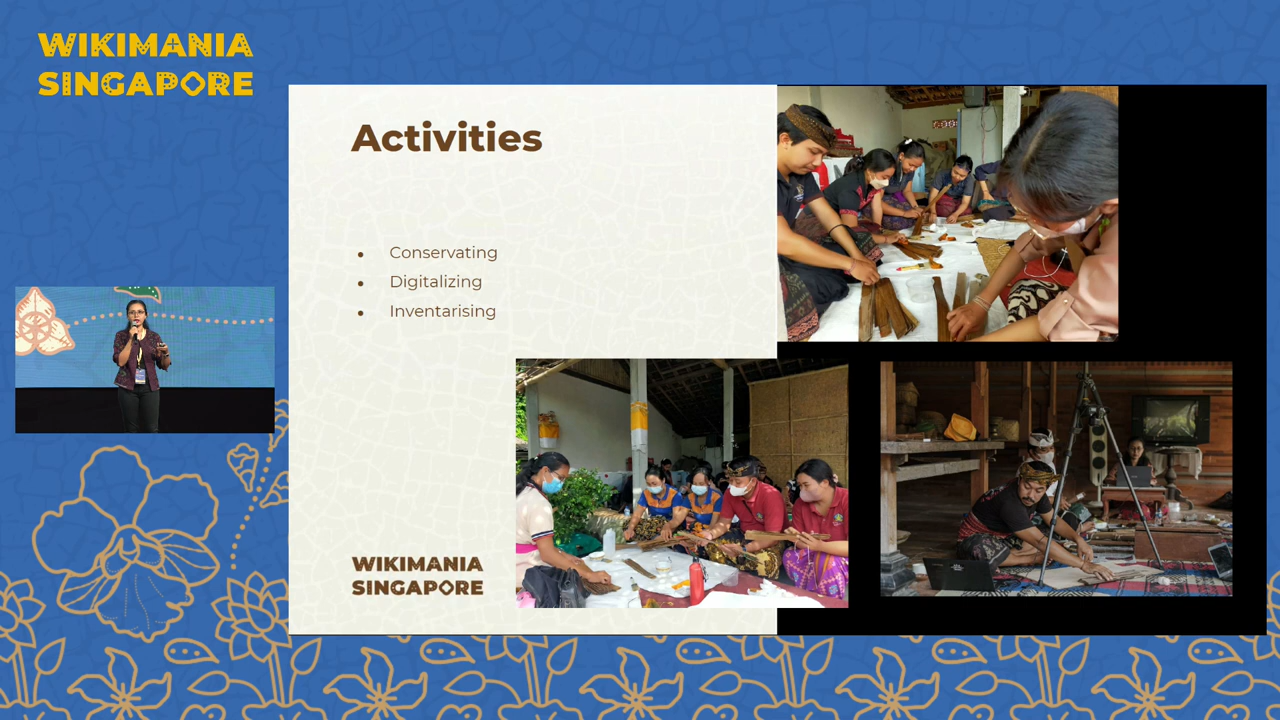 WIKIMANIA
SINGAPORE
Activities
● Conservating
● Digitalizing
● Inventarising
WIKIMANIA
SINGAPORE